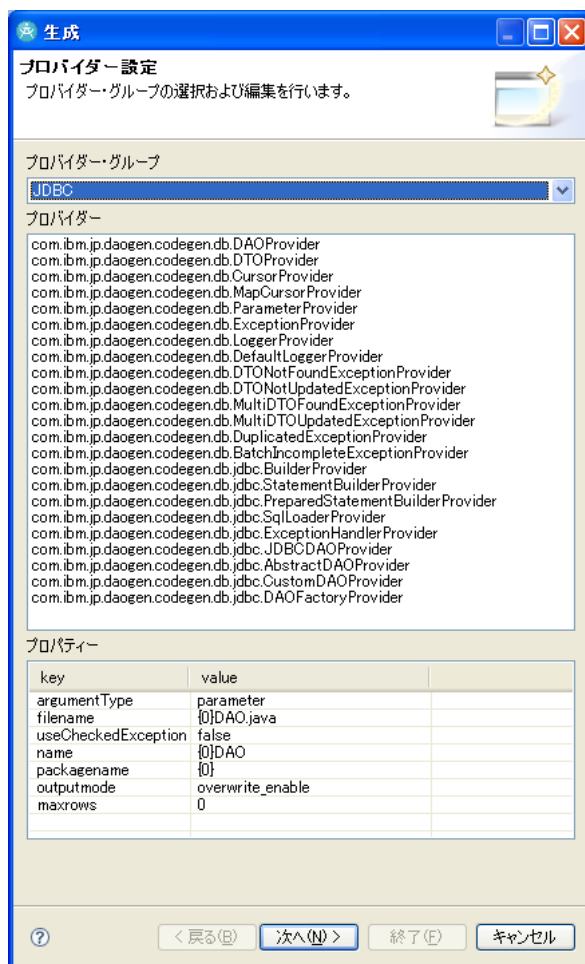 生成
プロバイダー設定
プロバイダー・グループの選択および編集を行います。
プロバイダー・グループ
JDBC
プロバイダー
com.ibm.jp.daogen.codegen.db.DAOProvider
com.ibm.jp.daogen.codegen.db.DTOProvider
com.ibm.jp.daogen.codegen.db.CursorProvider
com.ibm.jp.daogen.codegen.db.MapCursorProvider
com.ibm.jp.daogen.codegen.db.ParameterProvider
com.ibm.jp.daogen.codegen.db.ExceptionProvider
com.ibm.jp.daogen.codegen.db.LoggerProvider
com.ibm.jp.daogen.codegen.db.DefaultLoggerProvider
com.ibm.jp.daogen.codegen.db.DTONotFoundExceptionProvider
com.ibm.jp.daogen.codegen.db.DTONotUpdatedExceptionProvider
com.ibm.jp.daogen.codegen.db.MultiDTOFoundExceptionProvider
com.ibm.jp.daogen.codegen.db.MultiDTOUpdatedExceptionProvider
com.ibm.jp.daogen.codegen.db.DuplicatedExceptionProvider
com.ibm.jp.daogen.codegen.db.BatchIncompleteExceptionProvider
com.ibm.jp.daogen.codegen.db.jdbc.BuilderProvider
com.ibm.jp.daogen.codegen.db.jdbc.StatementBuilderProvider
com.ibm.jp.daogen.codegen.db.jdbc.PreparedStatementBuilderProvider
com.ibm.jp.daogen.codegen.db.jdbc.SqlLoaderProvider
com.ibm.jp.daogen.codegen.db.jdbc.ExceptionHandlerProvider
com.ibm.jp.daogen.codegen.db.jdbc.JDBCDAOProvider
com.ibm.jp.daogen.codegen.db.jdbc.AbstractDAOProvider
com.ibm.jp.daogen.codegen.db.jdbc.CustomDAOProvider
com.ibm.jp.daogen.codegen.db.jdbc.DAOFactoryProvider
プロパティー
key value
argumentType parameter
filename {0}DAO.java
useCheckedException false
name {0}DAO
packagename {0}
outputmode overwrite_enable
maxrows 0
? < 戻る(B) 次へ(N) > 終了(F) キャンセル